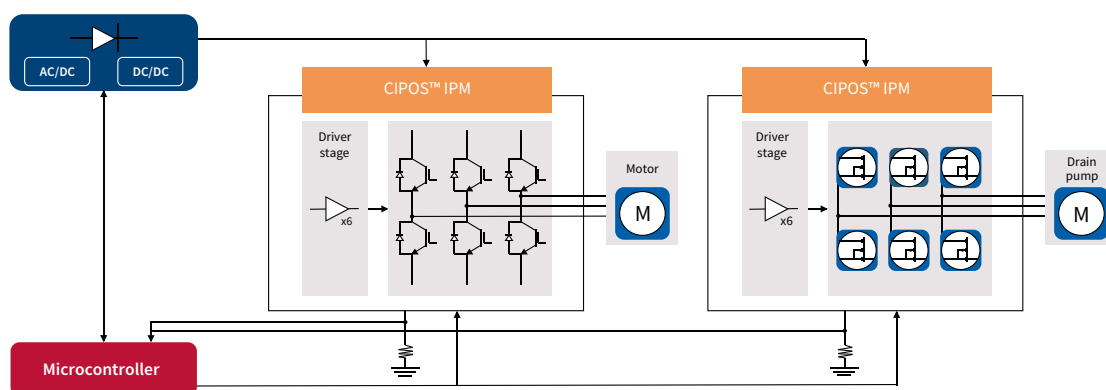 AC/DC
DC/DC
CIPOS™ IPM
Driver
stage
x6
Motor
M
CIPOS™ IPM
Driver
stage
x6
Drain
pump
M
Microcontroller